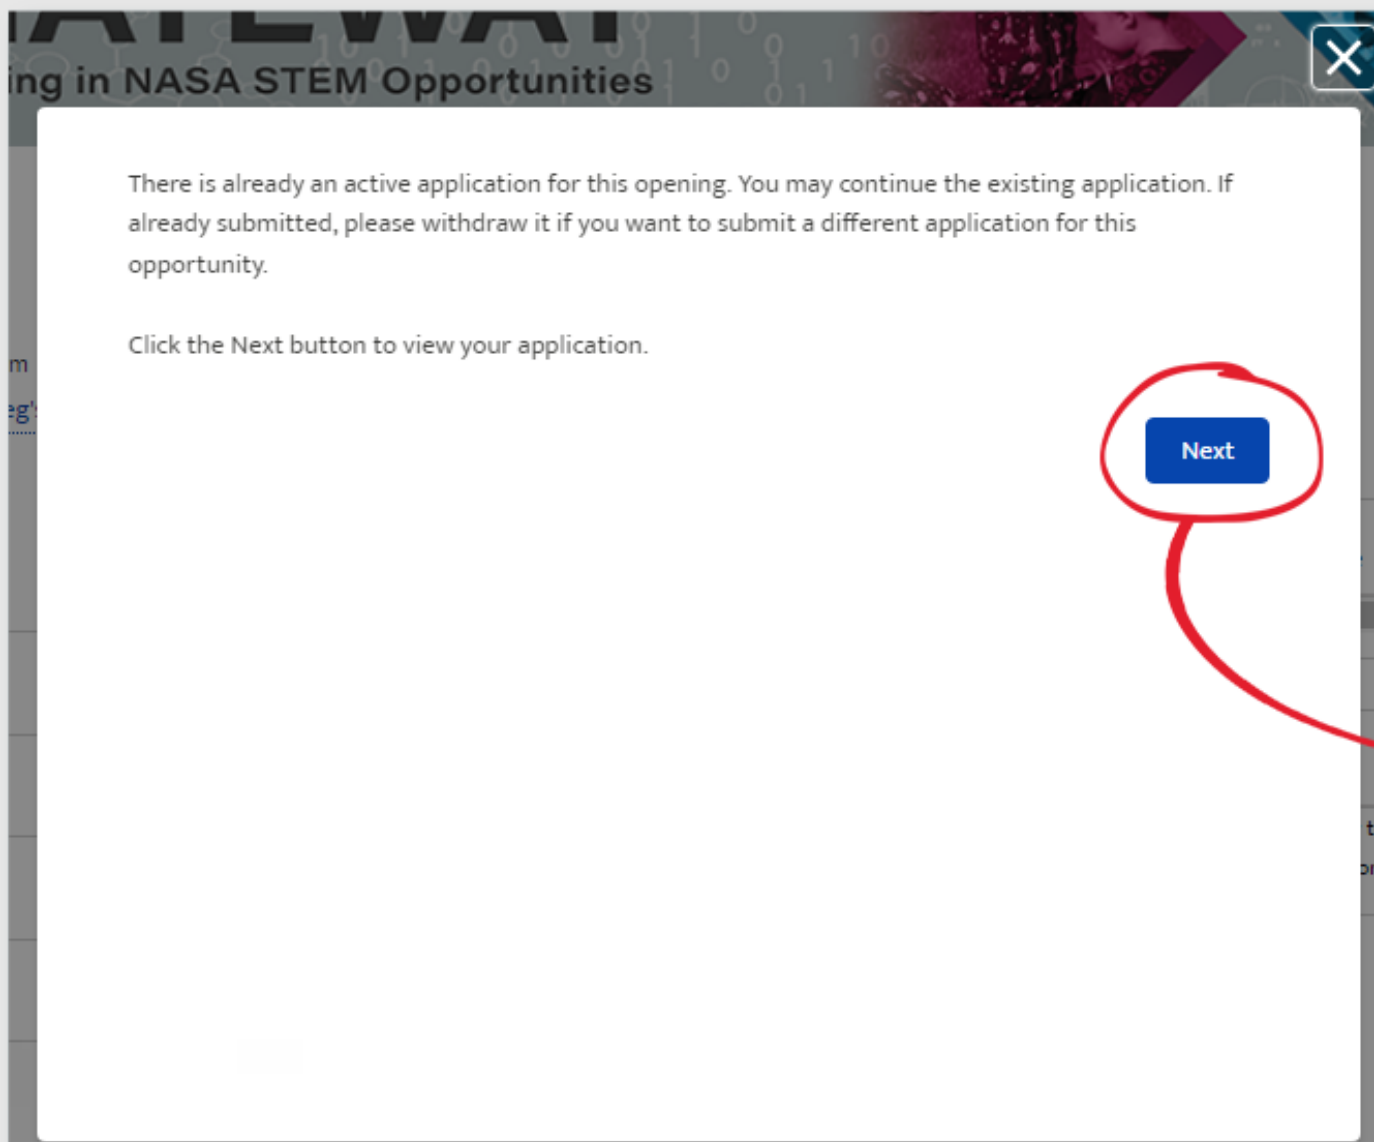 ing in NASA STEM Opportunities
There is already an active application for this opening. You may continue the existing application. If
already submitted, please withdraw it if you want to submit a different application for this
opportunity.
Click the Next button to view your application.
Next